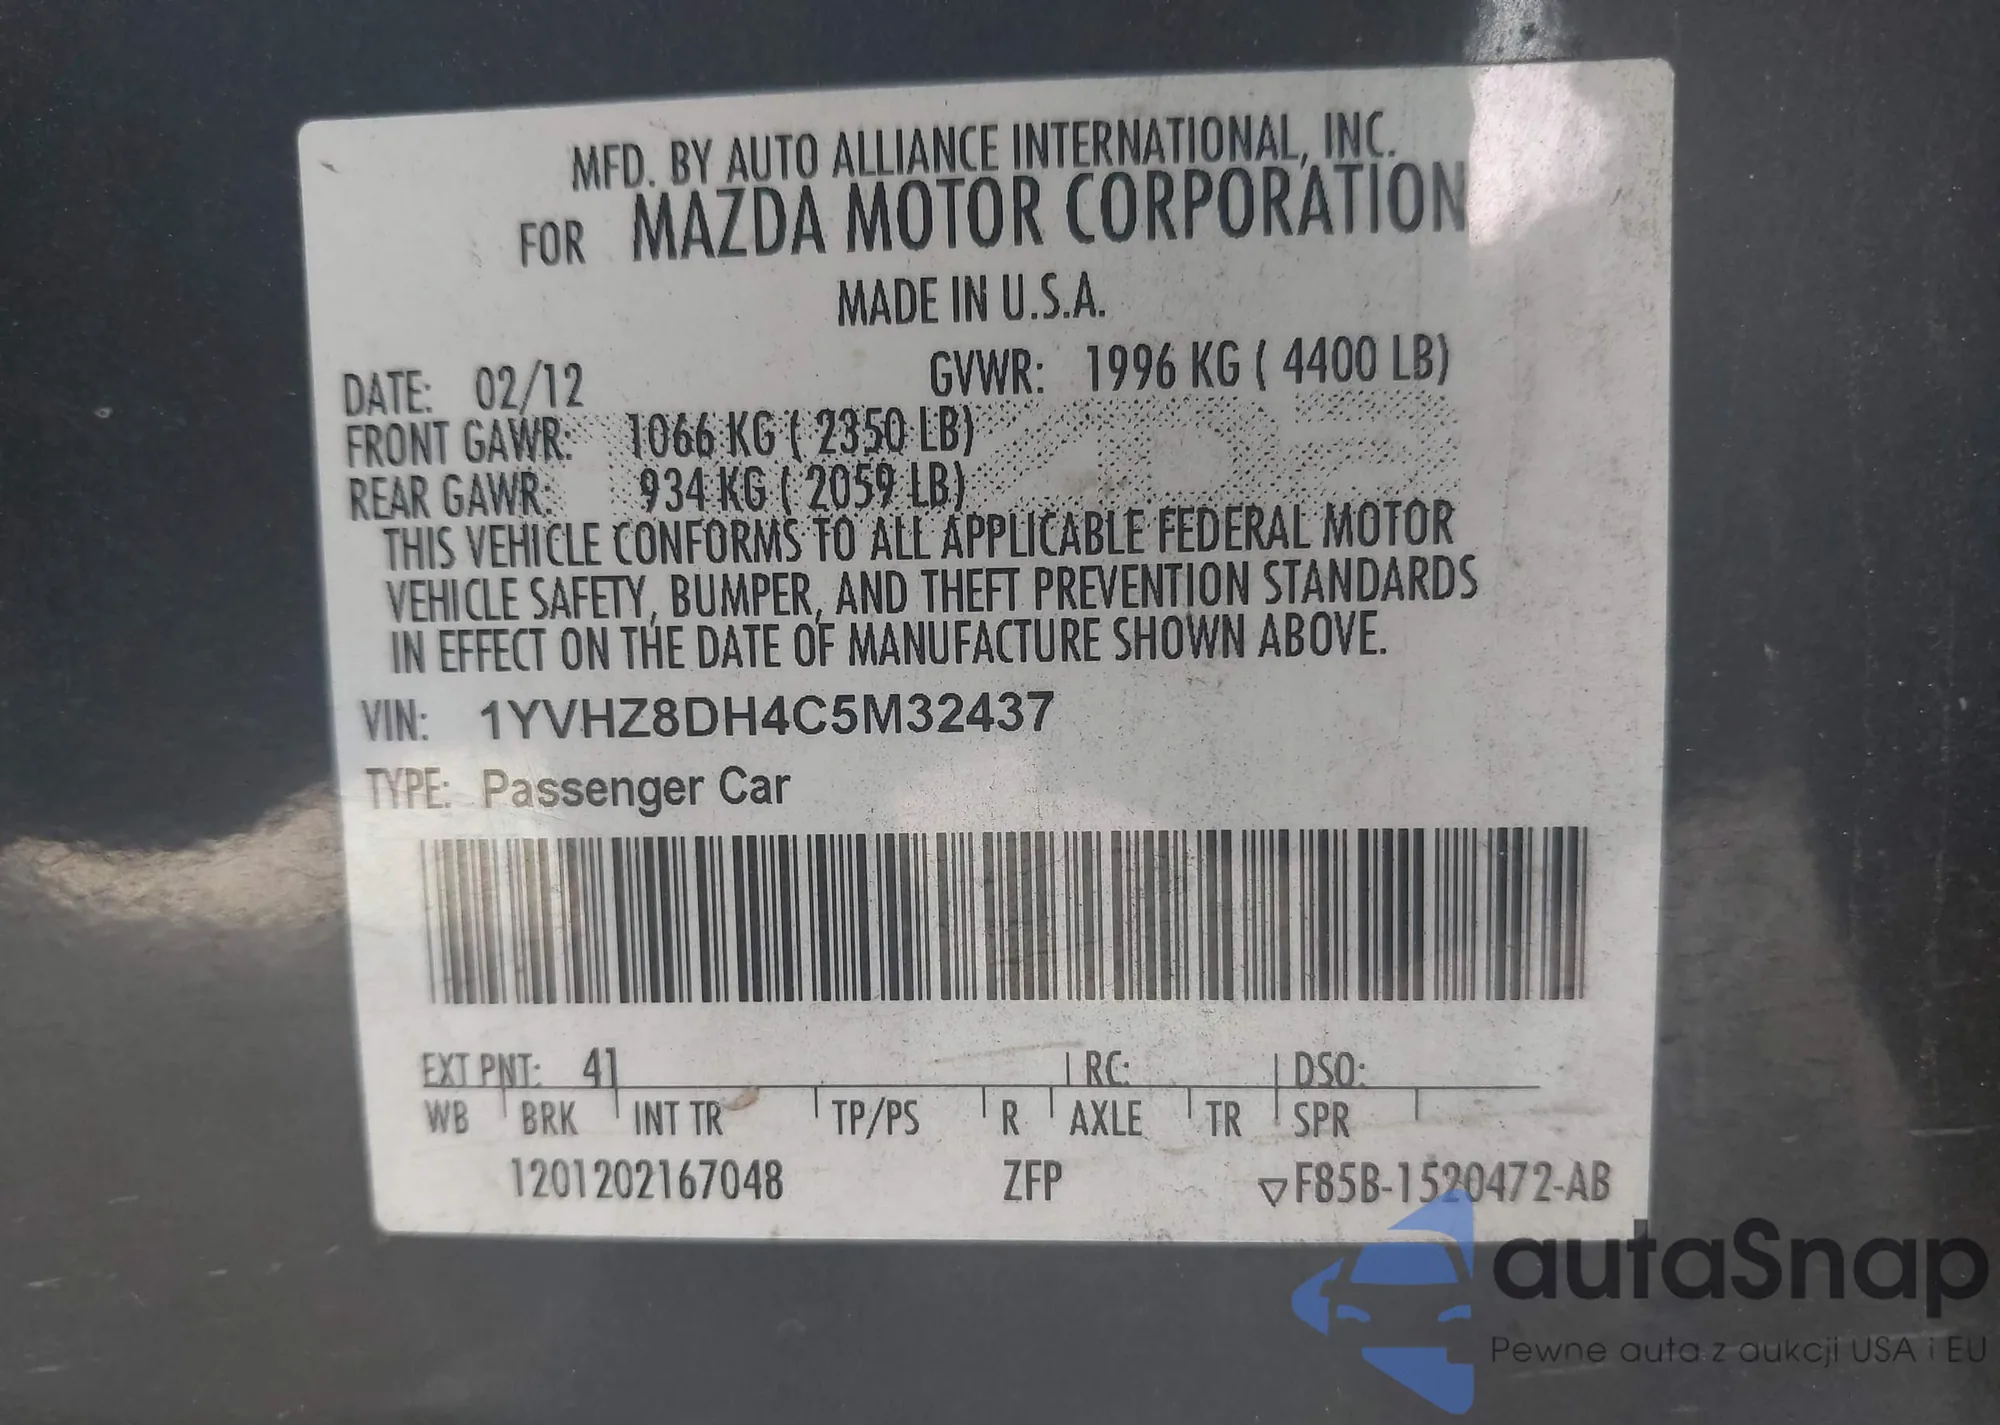 MFD. BY AUTO ALLIANCE INTERNATIONAL, INC.
FOR MAZDA MOTOR CORPORATION
MADE IN U.S.A.
DATE: 02/12 GVWR: 1996 KG ( 4400 LB)
FRONT GAWR: 1066 KG ( 2350 LB)
REAR GAWR: 934 KG ( 2059 LB)
THIS VEHICLE CONFORMS TO ALL APPLICABLE FEDERAL MOTOR
VEHICLE SAFETY, BUMPER, AND THEFT PREVENTION STANDARDS
IN EFFECT ON THE DATE OF MANUFACTURE SHOWN ABOVE.
VIN: 1YVHZ8DH4C5M32437
TYPE: Passenger Car
EXT PNT: 41 RC: DSO:
WB BRK INT TR TP/PS R AXLE TR SPR
1201202167048 ZFP ▽F85B-1520472-AB
autaSnap
Pewne auta z aukcji USA i EU